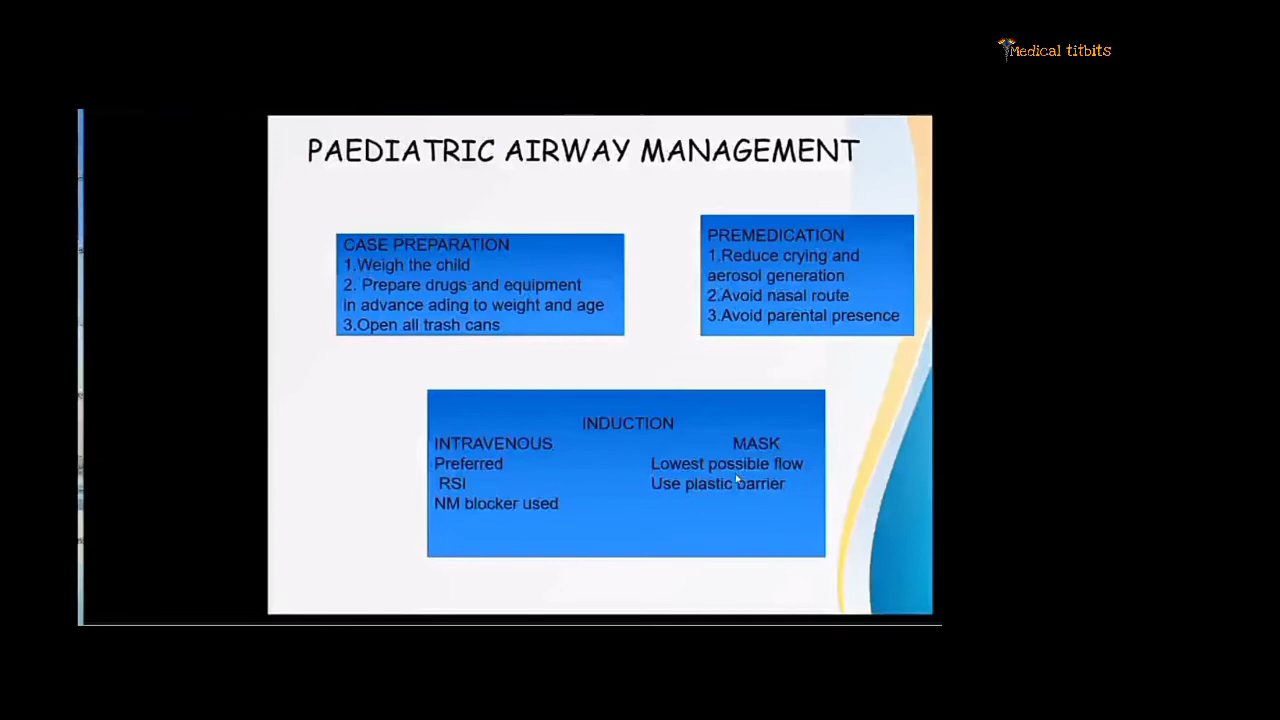 Medical titbits
PAEDIATRIC AIRWAY MANAGEMENT
CASE PREPARATION
1.Weigh the child
2. Prepare drugs and equipment
in advance ading to weight and age
3.Open all trash cans
PREMEDICATION
1.Reduce crying and
aerosol generation
2.Avoid nasal route
3.Avoid parental presence
INDUCTION
INTRAVENOUS MASK
Preferred Lowest possible flow
RSI Use plastic barrier
NM blocker used